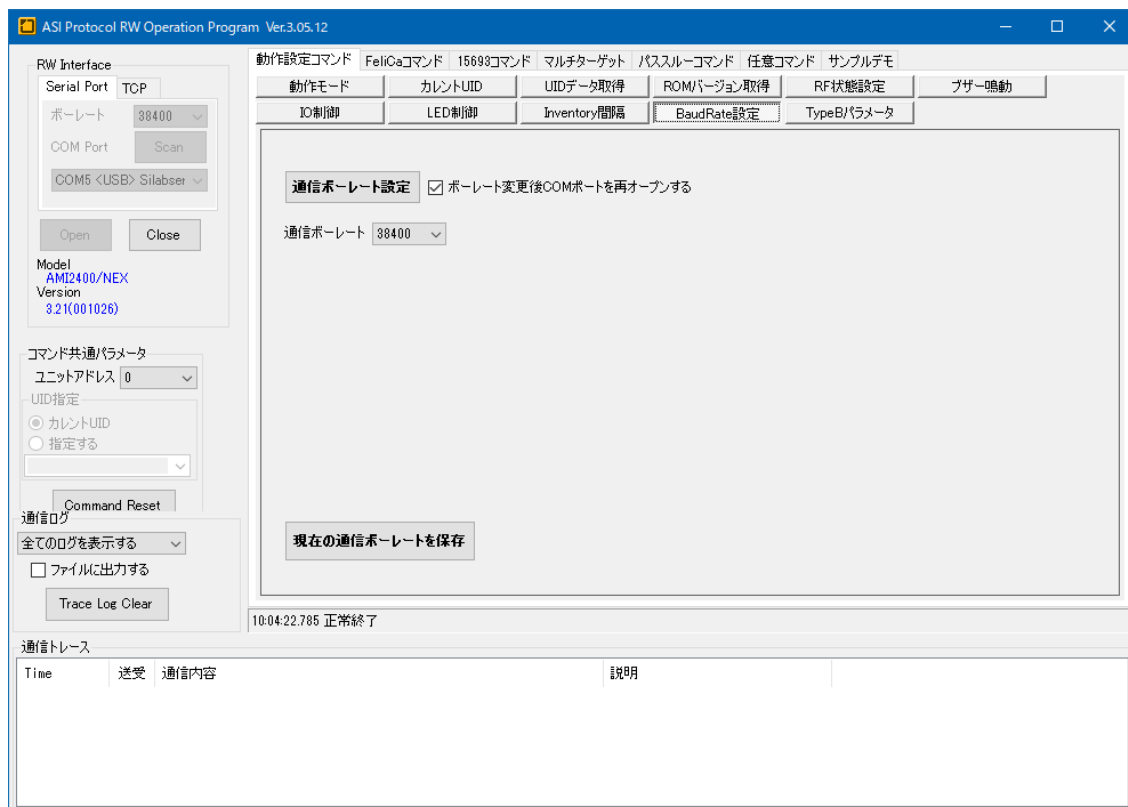 ASI Protocol RW Operation Program Ver.3.05.12
RW Interface
Serial Port TCP
ボーレート 38400
COM Port Scan
COM5 <USB> Silabser
Open Close
Model
AMI2400/NEX
Version
3.21(001026)
コマンド共通パラメータ
ユニットアドレス 0
UID指定
カレントUID
指定する
Command Reset
通信ログ
全てのログを表示する
ファイルに出力する
Trace Log Clear
動作設定コマンド FeliCaコマンド 15693コマンド マルチターゲット パススルーコマンド 任意コマンド サンプルデモ
動作モード カレントUID UIDデータ取得 ROMバージョン取得 RF状態設定 ブザー鳴動
IO制御 LED制御 Inventory間隔 BaudRate設定 TypeBパラメータ
通信ボーレート設定 ボーレート変更後COMポートを再オープンする
通信ボーレート 38400
現在の通信ボーレートを保存
10:04:22.785 正常終了
通信トレース
Time 送受 通信内容 説明